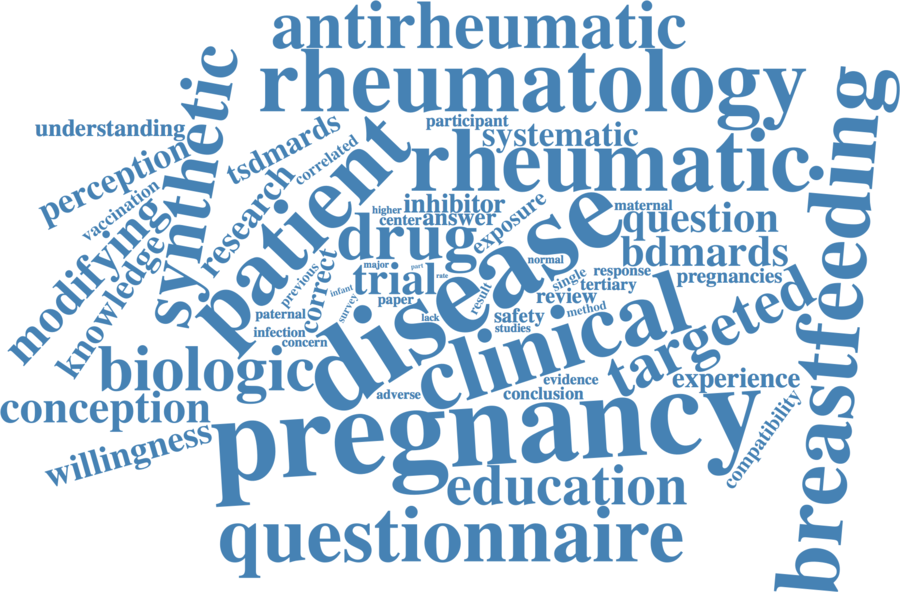 antirheumatic
rheumatology
synthetic
understanding
participant
systematic
tsdmards
correlated
perception
patient
rheumatic
breastfeeding
vaccination
research
modifying
knowledge
higher
inhibitor
center
answer
exposure
maternal
question
drug
disease
bdmards
normal
correct
previous
major
part
rate
trial
infant
survey
paper
result
single
response
tertiary
pregnancies
review
method
paternal
lack
safety
studies
infection
concern
clinical
targeted
biologic
adverse
evidence
conclusion
experience
compatibility
conception
willingness
pregnancy
education
questionnaire